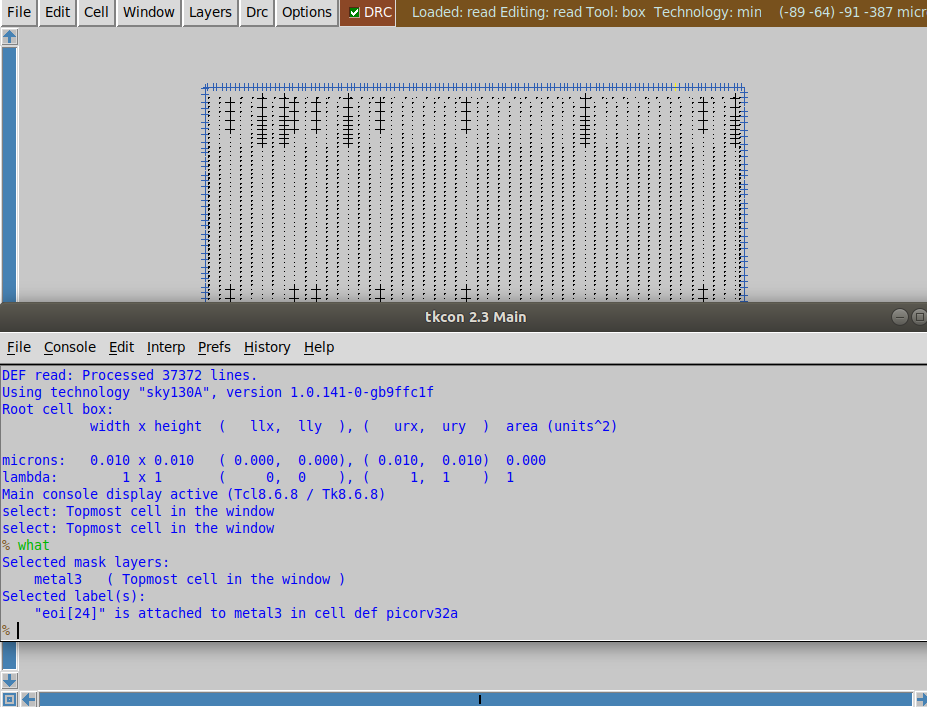 File Edit Cell Window Layers Drc Options DRC Loaded: read Editing: read Tool: box Technology: min (-89 -64) -91 -387 micr
tkcon 2.3 Main
File Console Edit Interp Prefs History Help
DEF read: Processed 37372 lines.
Using technology "sky130A", version 1.0.141-0-gb9ffc1f
Root cell box:
width x height ( llx, lly ), ( urx, ury ) area (units^2)
microns: 0.010 x 0.010 ( 0.000, 0.000), ( 0.010, 0.010) 0.000
lambda: 1 x 1 ( 0, 0 ), ( 1, 1 ) 1
Main console display active (Tcl8.6.8 / Tk8.6.8)
select: Topmost cell in the window
select: Topmost cell in the window
% what
Selected mask layers:
metal3 ( Topmost cell in the window )
Selected label(s):
"eoi[24]" is attached to metal3 in cell def picorv32a
%